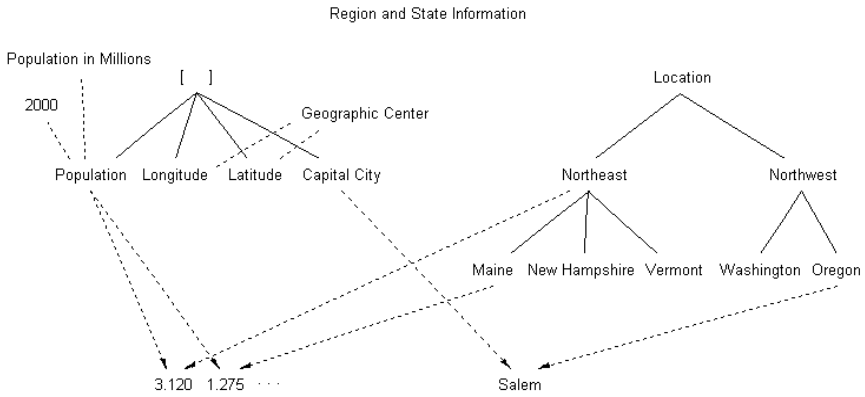 Region and State Information
Population in Millions
[ ]
Location
2000
Geographic Center
Population Longitude Latitude Capital City Northeast Northwest
Maine New Hampshire Vermont Washington Oregon
3.120 1.275 · · · Salem